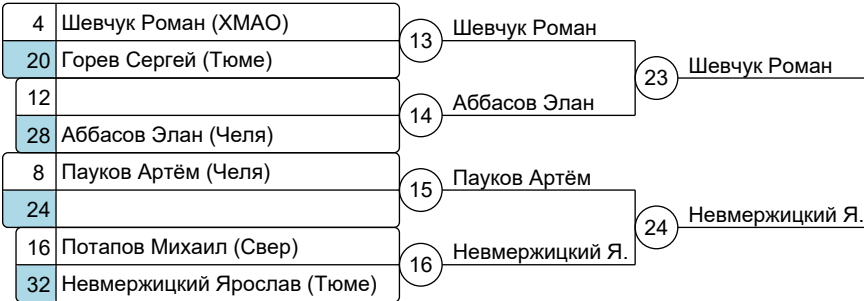 4 Шевчук Роман (ХМАО)
20 Горев Сергей (Тюме)
13 Шевчук Роман
12
28 Аббасов Элан (Челя)
14 Аббасов Элан
23 Шевчук Роман
8 Пауков Артём (Челя)
24
15 Пауков Артём
16 Потапов Михаил (Свер)
32 Невмержицкий Ярослав (Тюме)
16 Невмержицкий Я.
24 Невмержицкий Я.